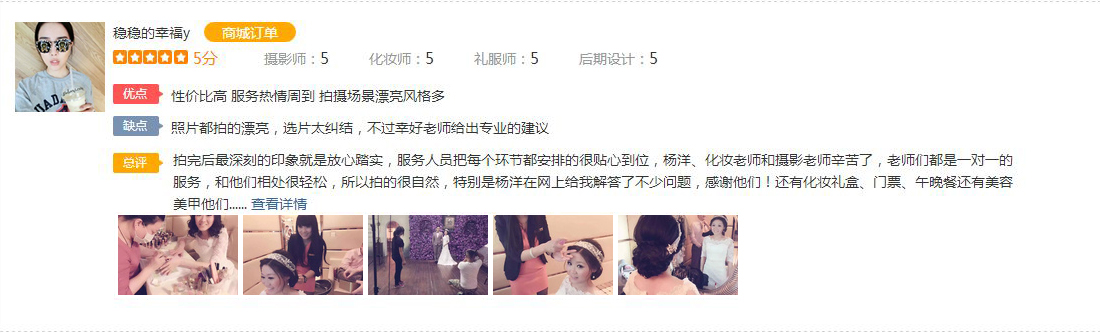 稳稳的幸福y 商城订单
5分 摄影师：5 化妆师：5 礼服师：5 后期设计：5
优点 性价比高 服务热情周到 拍摄场景漂亮风格多
缺点 照片都拍的漂亮，选片太纠结，不过幸好老师给出专业的建议
总评 拍完后最深刻的印象就是放心踏实，服务人员把每个环节都安排的很贴心到位，杨洋、化妆老师和摄影老师辛苦了，老师们都是一对一的
服务，和他们相处很轻松，所以拍的很自然，特别是杨洋在网上给我解答了不少问题，感谢他们！还有化妆礼盒、门票、午晚餐还有美容
美甲他们...... 查看详情